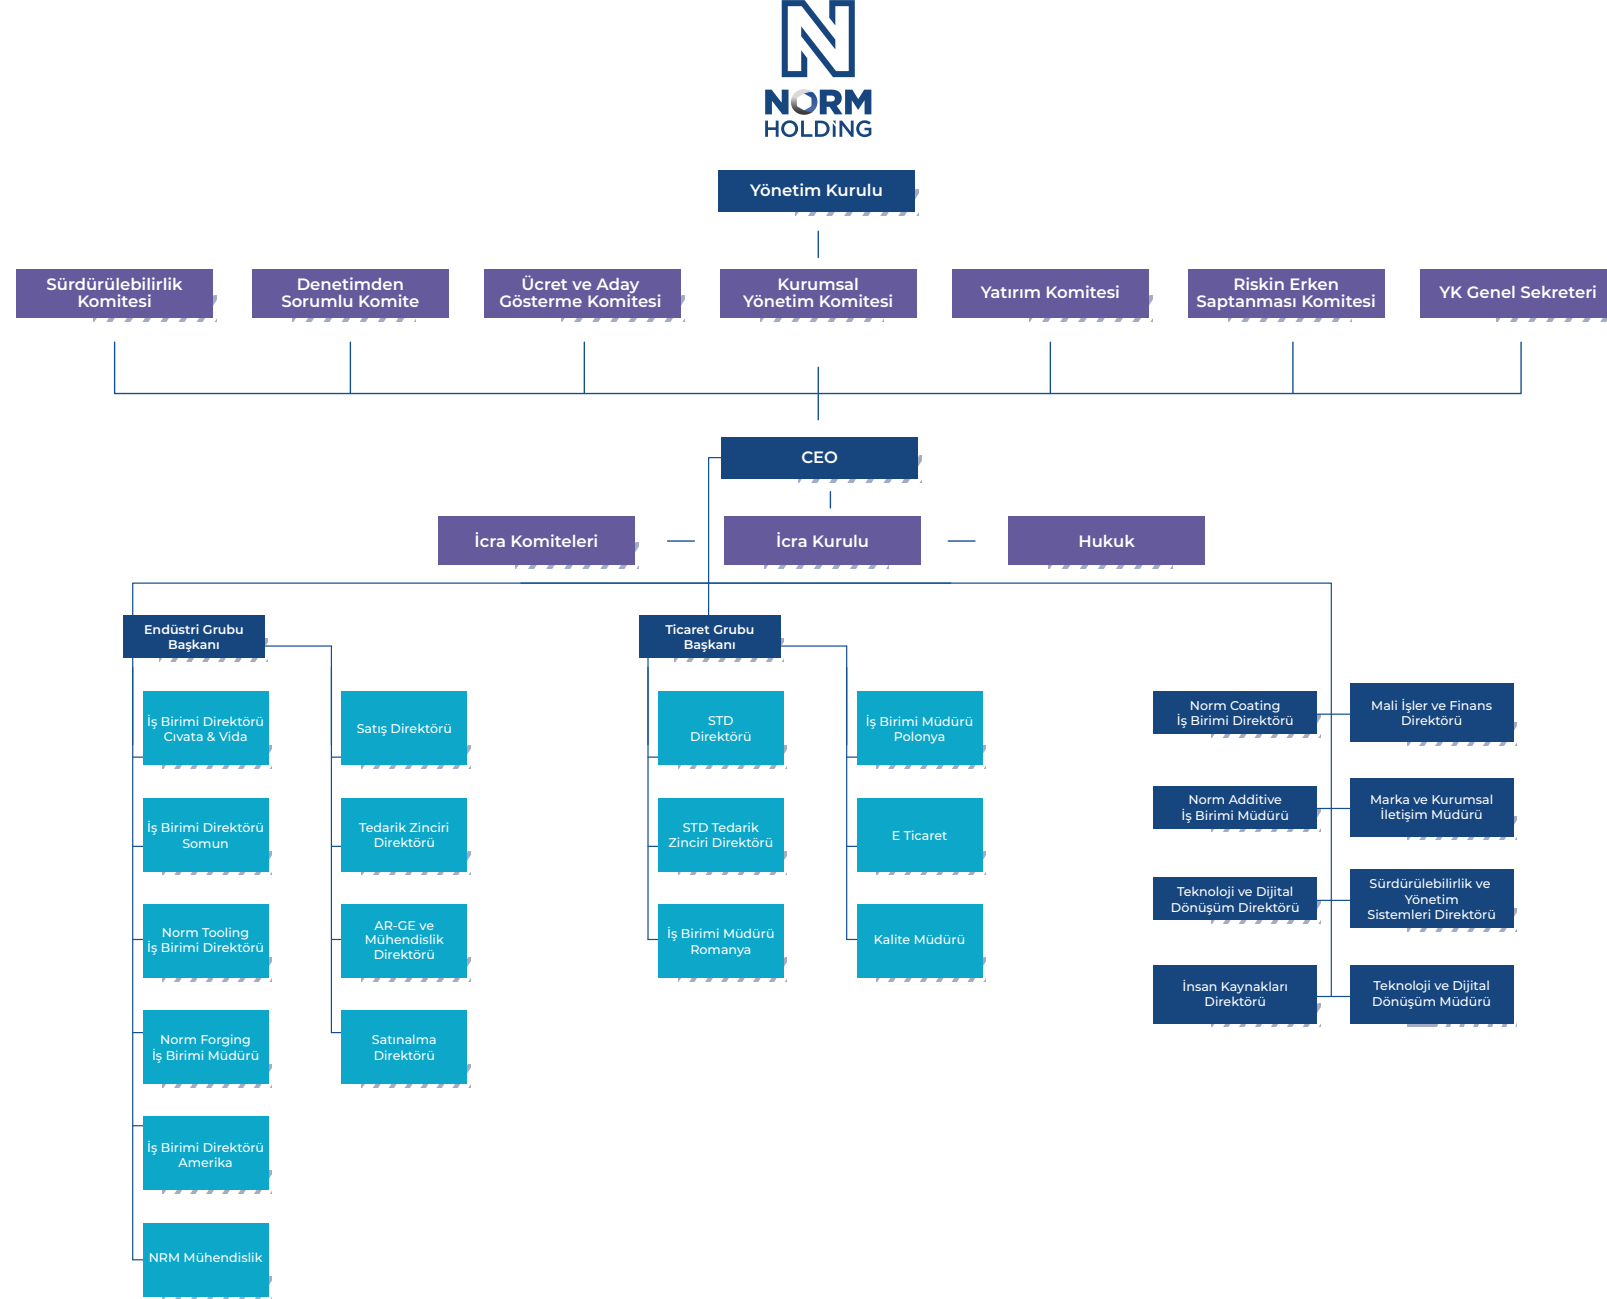 NORM
HOLDING
Yönetim Kurulu
Sürdürülebilirlik
Komitesi
Denetimden
Sorumlu Komite
Ücret ve Aday
Gösterme Komitesi
Kurumsal
Yönetim Komitesi
Yatırım Komitesi
Riskin Erken
Saptanması Komitesi
YK Genel Sekreteri
CEO
İcra Komiteleri
İcra Kurulu
Hukuk
Endüstri Grubu
Başkanı
İş Birimi Direktörü
Cıvata & Vida
İş Birimi Direktörü
Somun
Norm Tooling
İş Birimi Direktörü
Norm Forging
İş Birimi Müdürü
İş Birimi Direktörü
Amerika
NRM Mühendislik
Satış Direktörü
Tedarik Zinciri
Direktörü
AR-GE ve
Mühendislik
Direktörü
Satınalma
Direktörü
Ticaret Grubu
Başkanı
STD
Direktörü
STD Tedarik
Zinciri Direktörü
İş Birimi Müdürü
Romanya
İş Birimi Müdürü
Polonya
E Ticaret
Kalite Müdürü
Norm Coating
İş Birimi Direktörü
Mali İşler ve Finans
Direktörü
Norm Additive
İş Birimi Müdürü
Marka ve Kurumsal
İletişim Müdürü
Teknoloji ve Dijital
Dönüşüm Direktörü
Sürdürülebilirlik ve
Yönetim
Sistemleri Direktörü
İnsan Kaynakları
Direktörü
Teknoloji ve Dijital
Dönüşüm Müdürü